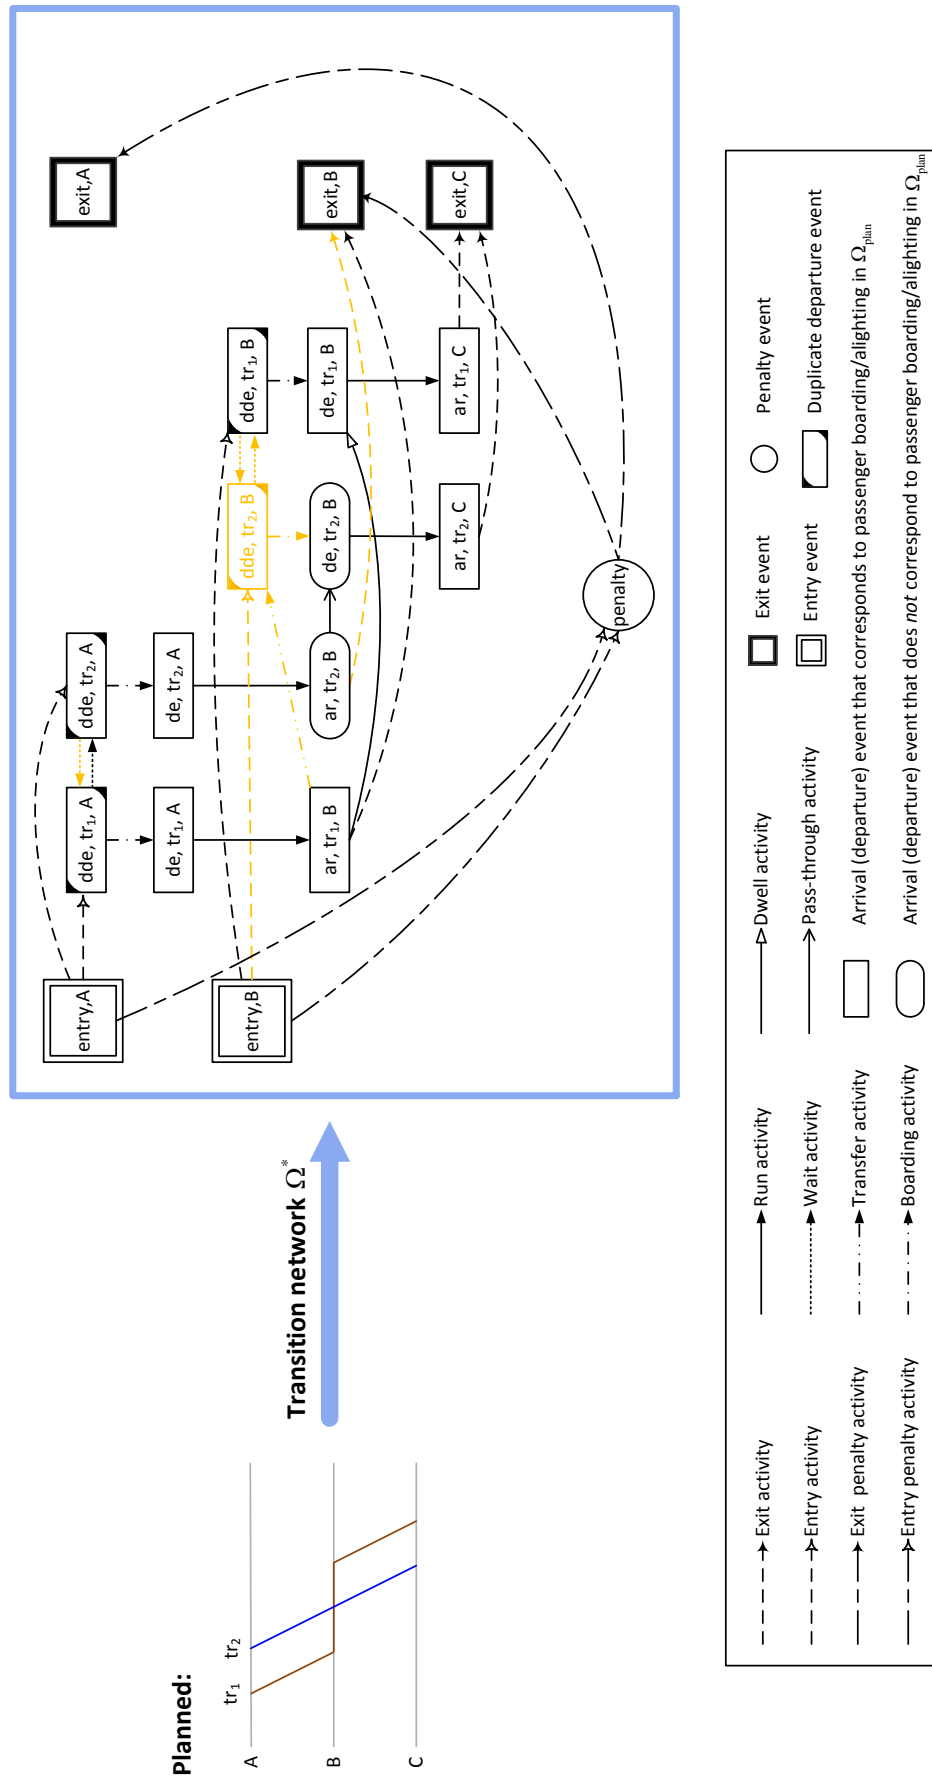 Planned:
tr1
tr2
A
B
C
Transition network Ω*
entry,A
entry,B
dde, tr1, A
dde, tr2, A
de, tr1, A
de, tr2, A
dde, tr2, B
dde, tr1, B
ar, tr1, B
ar, tr2, B
de, tr2, B
de, tr1, B
ar, tr2, C
ar, tr1, C
exit,A
exit,B
exit,C
penalty
Exit activity
Run activity
Dwell activity
Exit event
Penalty event
Entry activity
Wait activity
Pass-through activity
Entry event
Duplicate departure event
Exit penalty activity
Transfer activity
Arrival (departure) event that corresponds to passenger boarding/alighting in Ωplan
Entry penalty activity
Boarding activity
Arrival (departure) event that does not correspond to passenger boarding/alighting in Ωplan